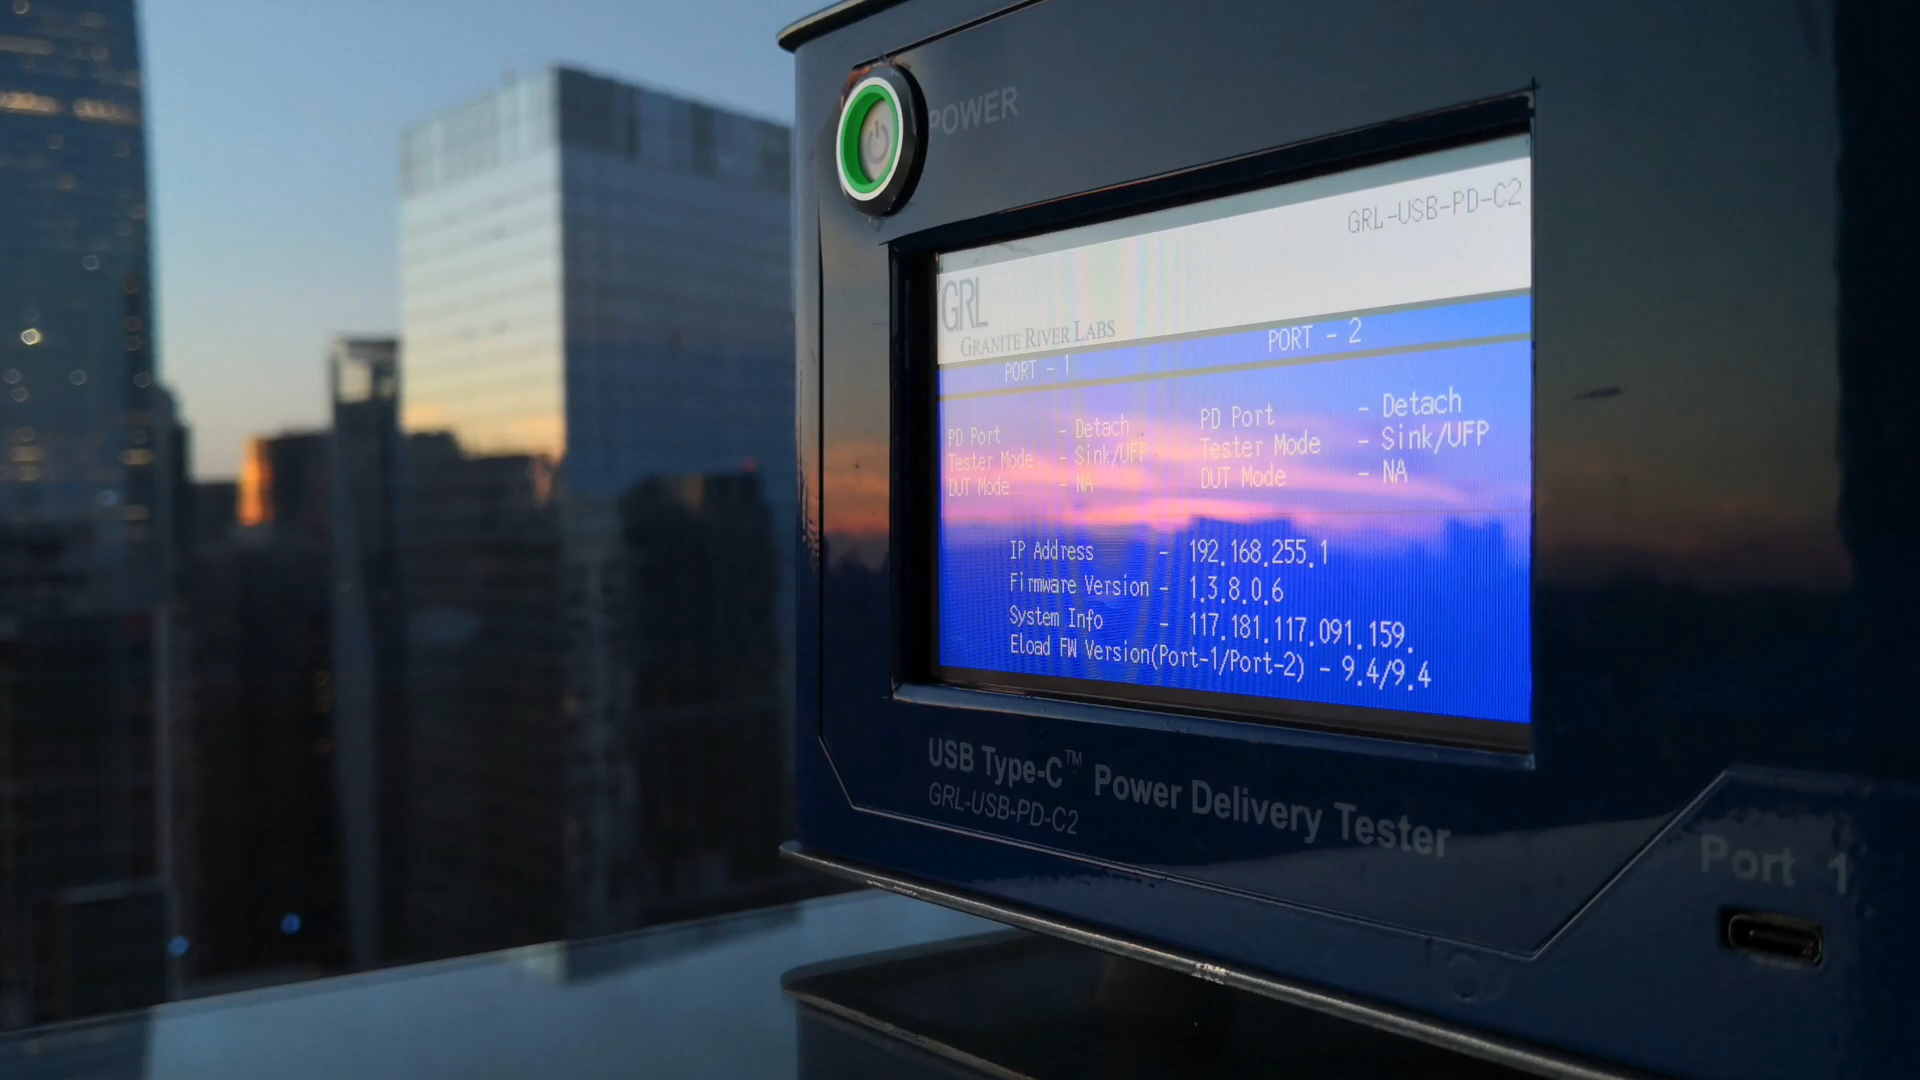 POWER
GRL-USB-PD-C2
GRL
GRANITE RIVER LABS
PORT - 1
PORT - 2
PD Port - Detach
Tester Mode - Sink/UFP
DUT Mode - NA
PD Port - Detach
Tester Mode - Sink/UFP
DUT Mode - NA
IP Address - 192.168.255.1
Firmware Version - 1.3.8.0.6
System Info - 117.181.117.091.159.
Eload FW Version(Port-1/Port-2) - 9.4/9.4
USB Type-C™ Power Delivery Tester
GRL-USB-PD-C2
Port 1